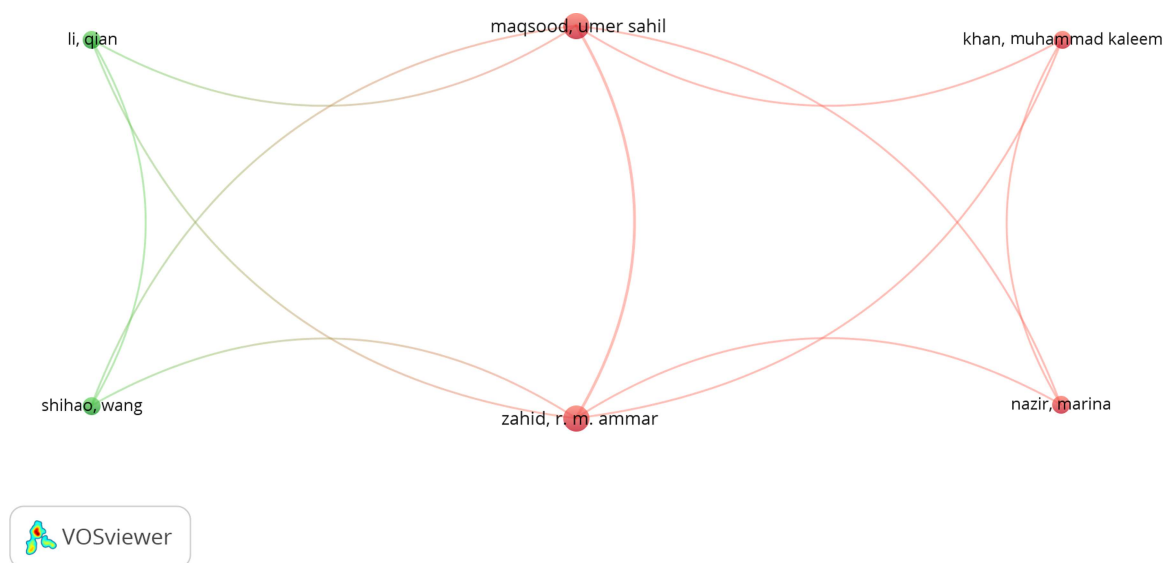 maqsood, umer sahil
li, qian
khan, muhammad kaleem
shihao, wang
zahid, r. m. ammar
nazir, marina
VOSviewer